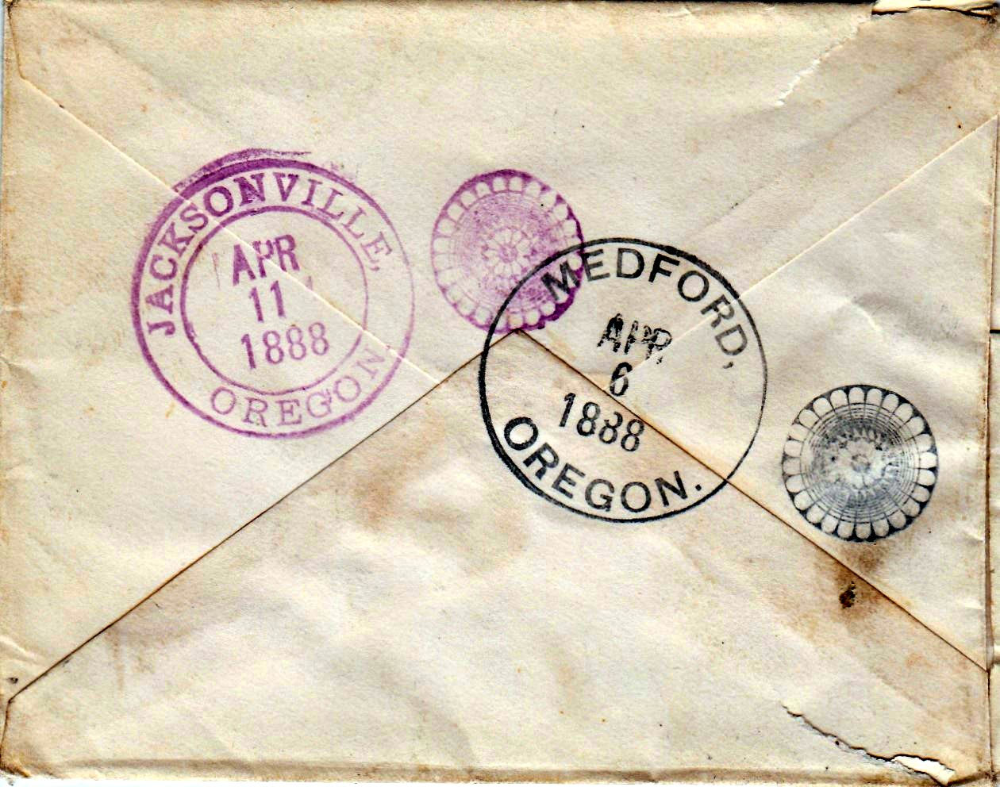 JACKSONVILLE,
APR
11
1888
OREGON
MEDFORD,
APR
6
1888
OREGON.